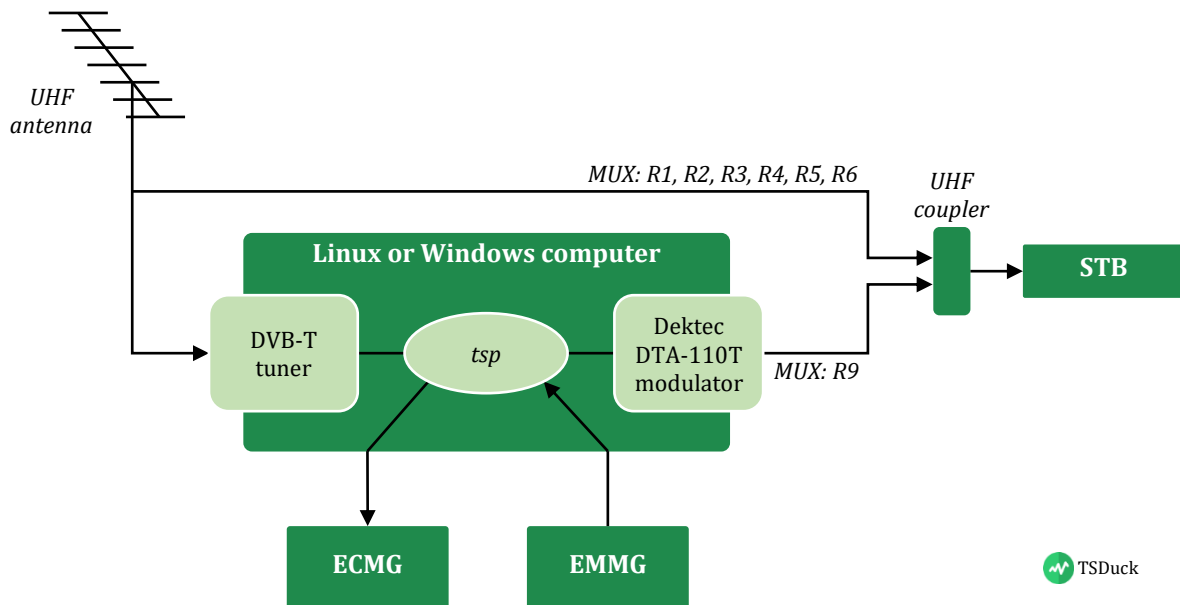 UHF
antenna
MUX: R1, R2, R3, R4, R5, R6
UHF
coupler
Linux or Windows computer
STB
DVB-T
tuner
tsp
Dektec
DTA-110T
modulator
MUX: R9
ECMG
EMMG
TSDuck